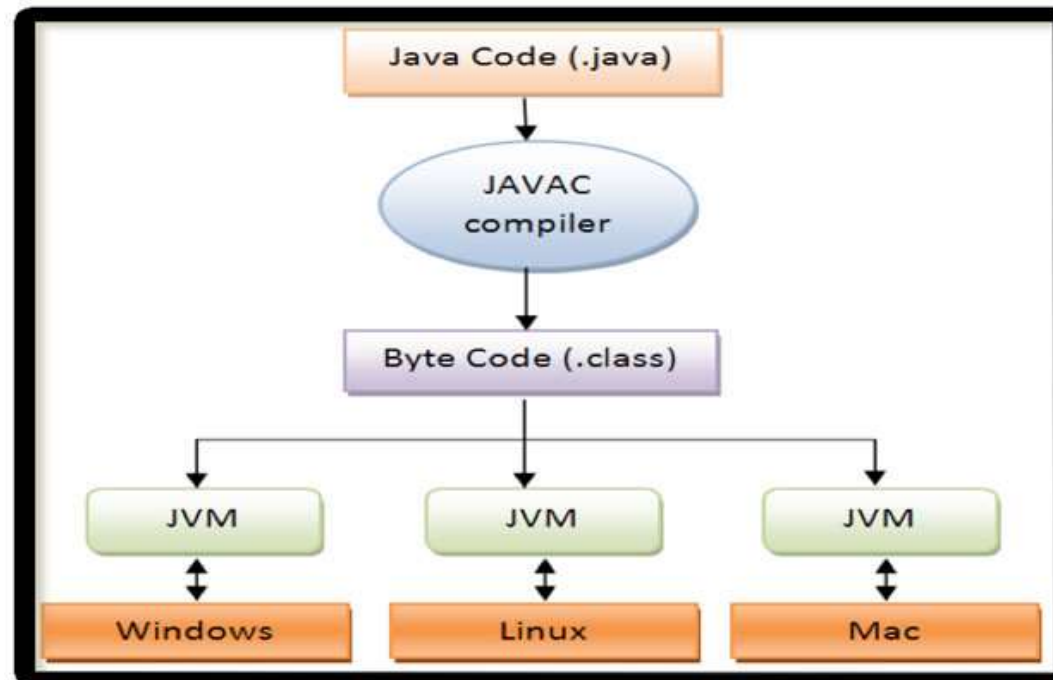 Java Code (.java)
JAVAC
compiler
Byte Code (.class)
JVM
JVM
JVM
Windows
Linux
Mac